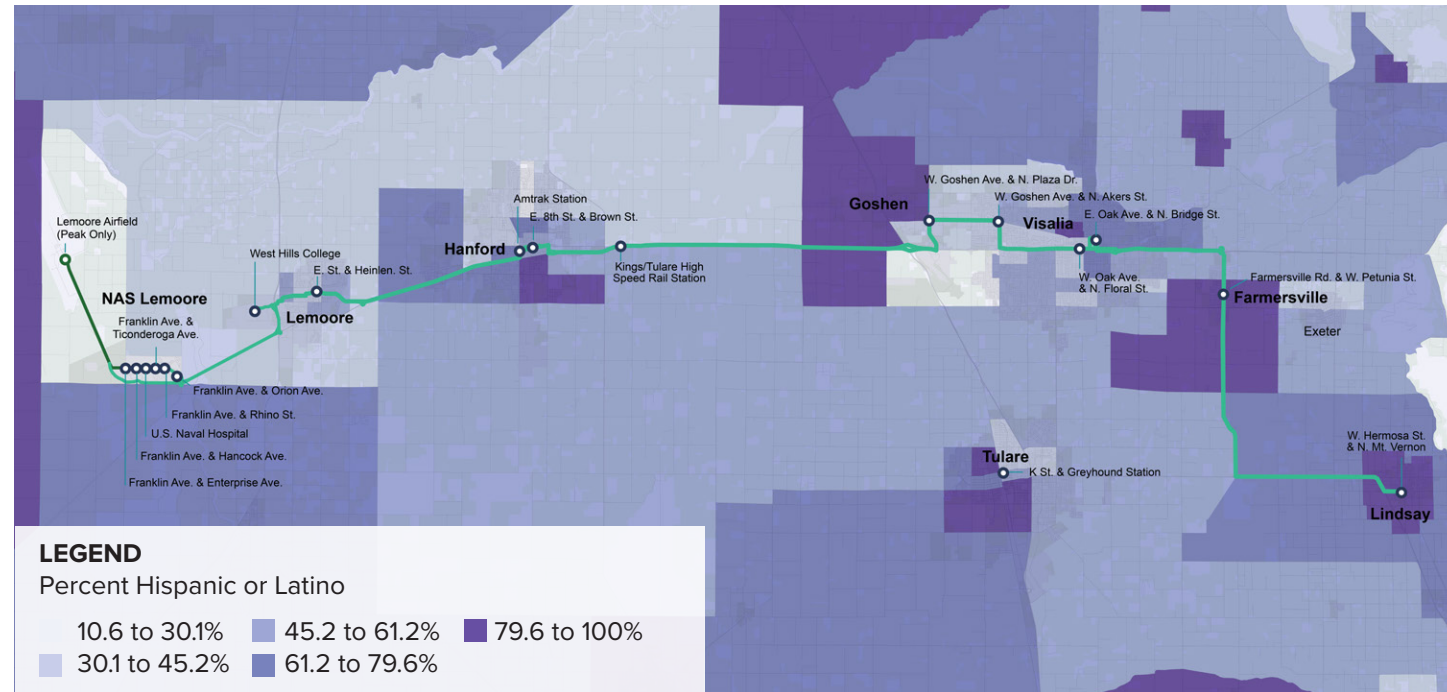 W. Goshen Ave. & N. Plaza Dr.
Goshen
W. Goshen Ave. & N. Akers St.
Visalia
E. Oak Ave. & N. Bridge St.
W. Oak Ave.
& N. Floral St.
Amtrak Station
E. 8th St. & Brown St.
Hanford
Kings/Tulare High
Speed Rail Station
Lemoore Airfield
(Peak Only)
West Hills College
E. St. & Heinlen. St.
Lemoore
NAS Lemoore
Franklin Ave. &
Ticonderoga Ave.
Franklin Ave. & Orion Ave.
Franklin Ave. & Rhino St.
U.S. Naval Hospital
Franklin Ave. & Hancock Ave.
Franklin Ave. & Enterprise Ave.
Farmersville Rd. & W. Petunia St.
Farmersville
Exeter
Tulare
K St. & Greyhound Station
W. Hermosa St.
& N. Mt. Vernon
Lindsay
LEGEND
Percent Hispanic or Latino
10.6 to 30.1%
45.2 to 61.2%
79.6 to 100%
30.1 to 45.2%
61.2 to 79.6%